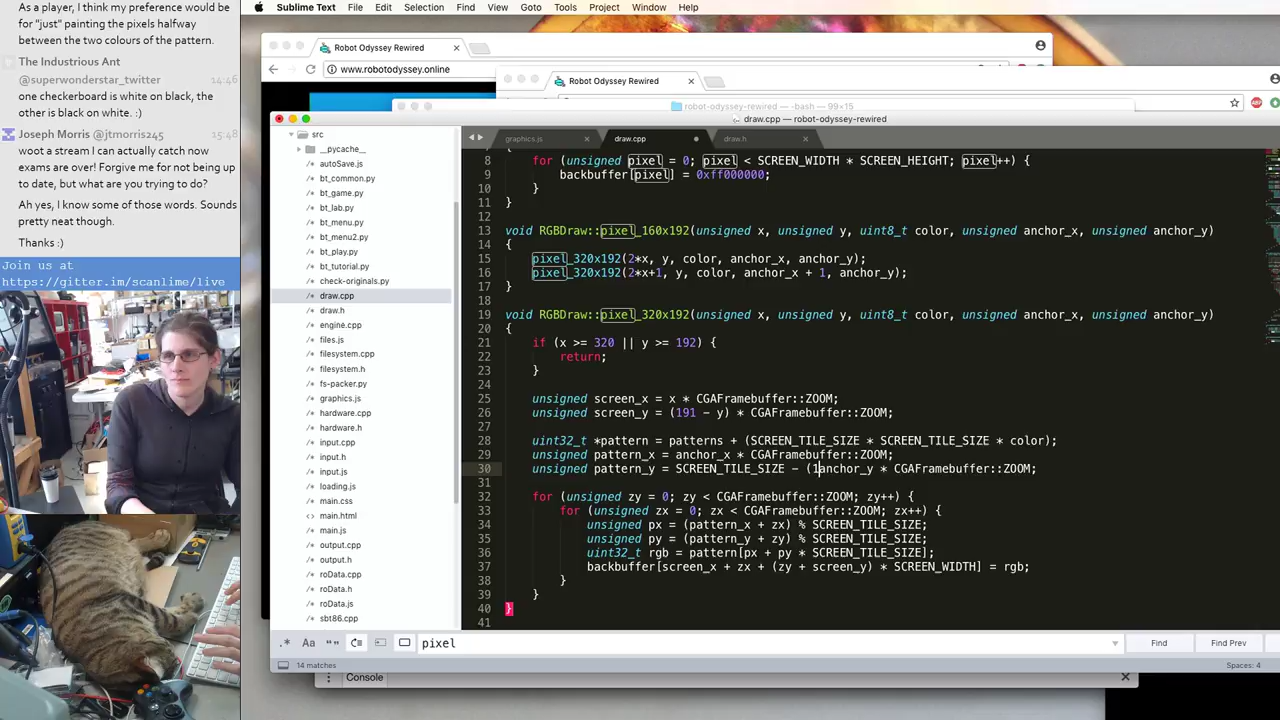 As a player, I think my preference would be
for "just" painting the pixels halfway
between the two colours of the pattern.
The Industrious Ant
@superwonderstar_twitter 14:46
one checkerboard is white on black, the
other is black on white. :)
Joseph Morris @jtmorris245 15:48
woot a stream I can actually catch now
exams are over! Forgive me for not being up
to date, but what are you trying to do?
Ah yes, I know some of those words. Sounds
pretty neat though.
Thanks :)
Join us at
https://gitter.im/scanlime/live
Sublime Text File Edit Selection Find View Goto Tools Project Window Help
Robot Odyssey Rewired
www.robotodyssey.online
Robot Odyssey Rewired
robot-odyssey-rewired — -bash — 99×15
draw.cpp — robot-odyssey-rewired
graphics.js draw.cpp draw.h
src
__pycache__
autoSave.js
bt_common.py
bt_game.py
bt_lab.py
bt_menu.py
bt_menu2.py
bt_play.py
bt_tutorial.py
check-originals.py
draw.cpp
draw.h
engine.cpp
files.js
filesystem.cpp
filesystem.h
fs-packer.py
graphics.js
hardware.cpp
hardware.h
input.cpp
input.h
input.js
loading.js
main.css
main.html
main.js
output.cpp
output.h
roData.cpp
roData.h
roData.js
sbt86.cpp
8 for (unsigned pixel = 0; pixel < SCREEN_WIDTH * SCREEN_HEIGHT; pixel++) {
9 backbuffer[pixel] = 0xff000000;
10 }
11 }
12
13 void RGBDraw::pixel_160x192(unsigned x, unsigned y, uint8_t color, unsigned anchor_x, unsigned anchor_y)
14 {
15 pixel_320x192(2*x, y, color, anchor_x, anchor_y);
16 pixel_320x192(2*x+1, y, color, anchor_x + 1, anchor_y);
17 }
18
19 void RGBDraw::pixel_320x192(unsigned x, unsigned y, uint8_t color, unsigned anchor_x, unsigned anchor_y)
20 {
21 if (x >= 320 || y >= 192) {
22 return;
23 }
24
25 unsigned screen_x = x * CGAFramebuffer::ZOOM;
26 unsigned screen_y = (191 - y) * CGAFramebuffer::ZOOM;
27
28 uint32_t *pattern = patterns + (SCREEN_TILE_SIZE * SCREEN_TILE_SIZE * color);
29 unsigned pattern_x = anchor_x * CGAFramebuffer::ZOOM;
30 unsigned pattern_y = SCREEN_TILE_SIZE - (1anchor_y * CGAFramebuffer::ZOOM;
31
32 for (unsigned zy = 0; zy < CGAFramebuffer::ZOOM; zy++) {
33 for (unsigned zx = 0; zx < CGAFramebuffer::ZOOM; zx++) {
34 unsigned px = (pattern_x + zx) % SCREEN_TILE_SIZE;
35 unsigned py = (pattern_y + zy) % SCREEN_TILE_SIZE;
36 uint32_t rgb = pattern[px + py * SCREEN_TILE_SIZE];
37 backbuffer[screen_x + zx + (zy + screen_y) * SCREEN_WIDTH] = rgb;
38 }
39 }
40 }
41
.* Aa “” pixel Find Find Prev
14 matches Spaces: 4
Console